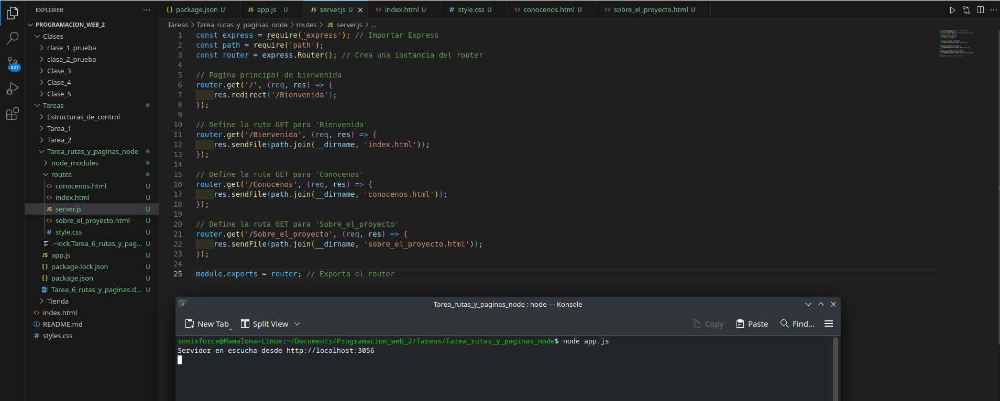 EXPLORER
PROGRAMACION_WEB_2
Clases
clase_1_prueba
clase_2_prueba
Clase_3
Clase_4
Clase_5
Tareas
Estructuras_de_control
Tarea_1
Tarea_2
Tarea_rutas_y_paginas_node
node_modules
routes
conocenos.html U
index.html U
server.js U
sobre_el_proyecto.html U
style.css U
.~lock.Tarea_6_rutas_y_pag... U
app.js U
package-lock.json U
package.json U
Tarea_6_rutas_y_paginas.d... U
Tienda
index.html
README.md
styles.css
527
package.json U app.js U server.js U index.html U style.css U conocenos.html U sobre_el_proyecto.html U
Tareas > Tarea_rutas_y_paginas_node > routes > JS server.js > ...
1 const express = require('express'); // Importar Express
2 const path = require('path');
3 const router = express.Router(); // Crea una instancia del router
4
5 // Pagina principal de bienvenida
6 router.get('/', (req, res) => {
7 res.redirect('/Bienvenida');
8 });
9
10 // Define la ruta GET para 'Bienvenida'
11 router.get('/Bienvenida', (req, res) => {
12 res.sendFile(path.join(__dirname, 'index.html'));
13 });
14
15 // Define la ruta GET para 'Conocenos'
16 router.get('/Conocenos', (req, res) => {
17 res.sendFile(path.join(__dirname, 'conocenos.html'));
18 });
19
20 // Define la ruta GET para 'Sobre_el_proyecto'
21 router.get('/Sobre_el_proyecto', (req, res) => {
22 res.sendFile(path.join(__dirname, 'sobre_el_proyecto.html'));
23 });
24
25 module.exports = router; // Exporta el router
Tarea_rutas_y_paginas_node : node — Konsole
New Tab Split View Copy Paste Find...
sonixforce@Mamalona-Linux:~/Documents/Programacion_web_2/Tareas/Tarea_rutas_y_paginas_node$ node app.js
Servidor en escucha desde http://localhost:3056